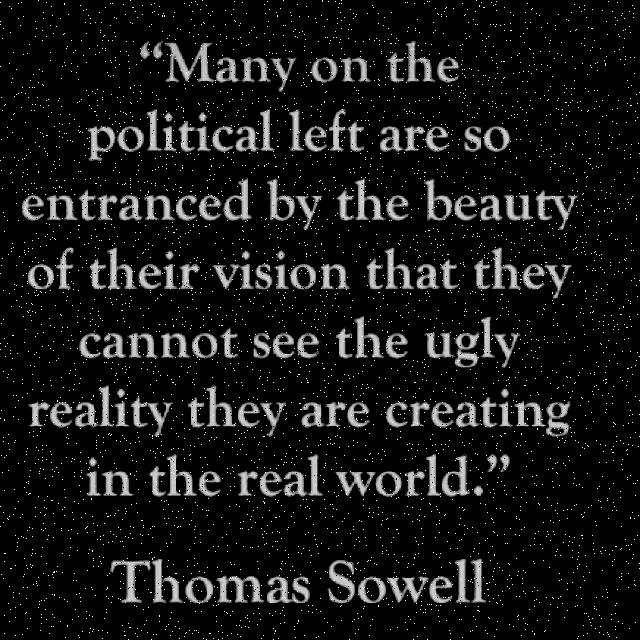 “Many on the
political left are so
entranced by the beauty
of their vision that they
cannot see the ugly
reality they are creating
in the real world.”
Thomas Sowell